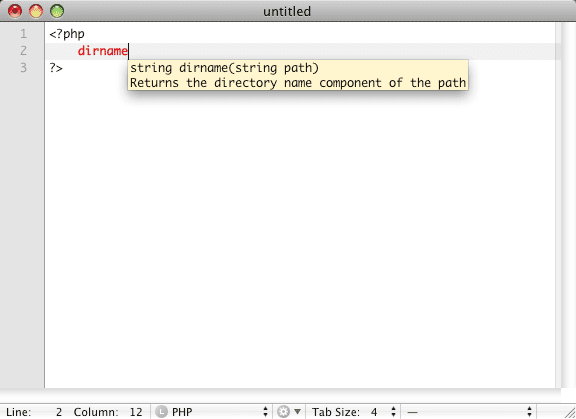 untitled
1 <?php
2 dirname
string dirname(string path)
3 ?>
Returns the directory name component of the path
Line: 2 Column: 12 L PHP Tab Size: 4 —